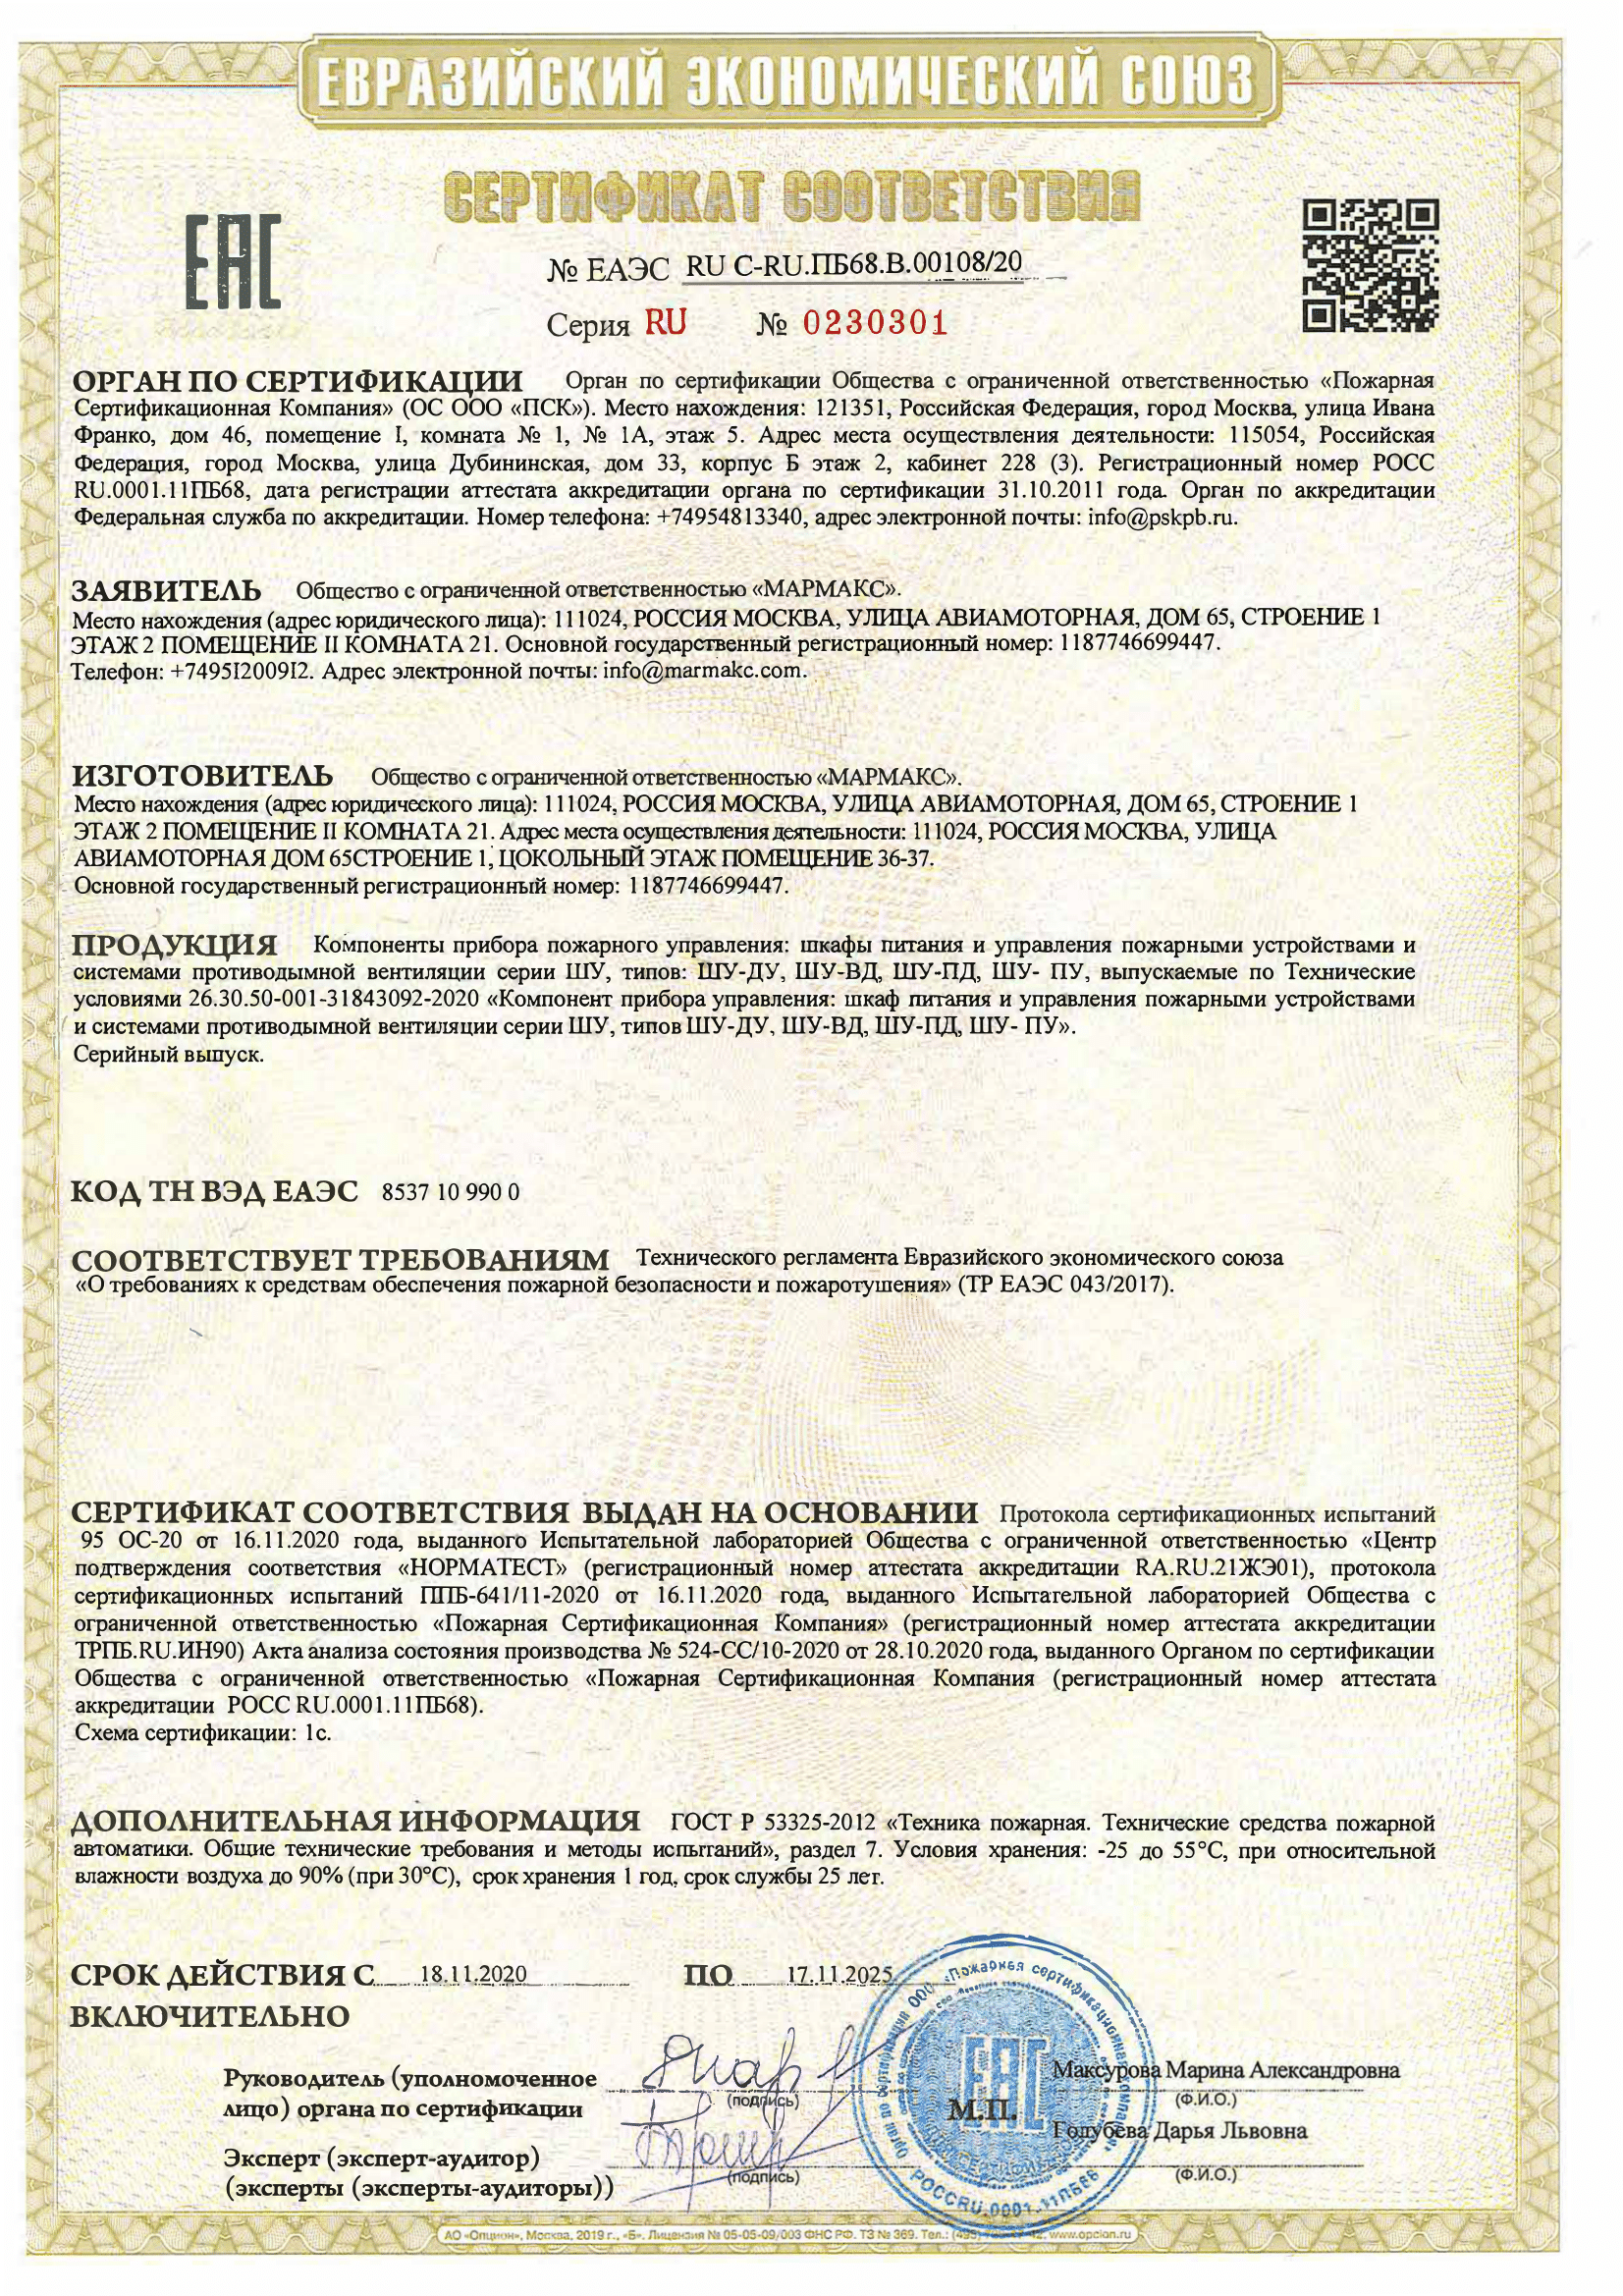 ЕВРАЗИЙСКИЙ ЭКОНОМИЧЕСКИЙ СОЮЗ
СЕРТИФИКАТ СООТВЕТСТВИЯ
ЕАС
№ ЕАЭС RU С-RU.ПБ68.В.00108/20
Серия RU № 0230301
ОРГАН ПО СЕРТИФИКАЦИИ Орган по сертификации Общества с ограниченной ответственностью «Пожарная
Сертификационная Компания» (ОС ООО «ПСК»). Место нахождения: 121351, Российская Федерация, город Москва, улица Ивана
Франко, дом 46, помещение I, комната № 1, № 1А, этаж 5. Адрес места осуществления деятельности: 115054, Российская
Федерация, город Москва, улица Дубининская, дом 33, корпус Б этаж 2, кабинет 228 (3). Регистрационный номер РОСС
RU.0001.11ПБ68, дата регистрации аттестата аккредитации органа по сертификации 31.10.2011 года. Орган по аккредитации
Федеральная служба по аккредитации. Номер телефона: +74954813340, адрес электронной почты: info@pskpb.ru.
ЗАЯВИТЕЛЬ Общество с ограниченной ответственностью «МАРМАКС».
Место нахождения (адрес юридического лица): 111024, РОССИЯ МОСКВА, УЛИЦА АВИАМОТОРНАЯ, ДОМ 65, СТРОЕНИЕ 1
ЭТАЖ 2 ПОМЕЩЕНИЕ II КОМНАТА 21. Основной государственный регистрационный номер: 1187746699447.
Телефон: +74951200912. Адрес электронной почты: info@marmakc.com.
ИЗГОТОВИТЕЛЬ Общество с ограниченной ответственностью «МАРМАКС».
Место нахождения (адрес юридического лица): 111024, РОССИЯ МОСКВА, УЛИЦА АВИАМОТОРНАЯ, ДОМ 65, СТРОЕНИЕ 1
ЭТАЖ 2 ПОМЕЩЕНИЕ II КОМНАТА 21. Адрес места осуществления деятельности: 111024, РОССИЯ МОСКВА, УЛИЦА
АВИАМОТОРНАЯ ДОМ 65СТРОЕНИЕ 1, ЦОКОЛЬНЫЙ ЭТАЖ ПОМЕЩЕНИЕ 36-37.
Основной государственный регистрационный номер: 1187746699447.
ПРОДУКЦИЯ Компоненты прибора пожарного управления: шкафы питания и управления пожарными устройствами и
системами противодымной вентиляции серии ШУ, типов: ШУ-ДУ, ШУ-ВД, ШУ-ПД, ШУ- ПУ, выпускаемые по Технические
условиями 26.30.50-001-31843092-2020 «Компонент прибора управления: шкаф питания и управления пожарными устройствами
и системами противодымной вентиляции серии ШУ, типов ШУ-ДУ, ШУ-ВД, ШУ-ПД, ШУ- ПУ».
Серийный выпуск.
КОД ТН ВЭД ЕАЭС 8537 10 990 0
СООТВЕТСТВУЕТ ТРЕБОВАНИЯМ Технического регламента Евразийского экономического союза
«О требованиях к средствам обеспечения пожарной безопасности и пожаротушения» (ТР ЕАЭС 043/2017).
СЕРТИФИКАТ СООТВЕТСТВИЯ ВЫДАН НА ОСНОВАНИИ Протокола сертификационных испытаний
95 ОС-20 от 16.11.2020 года, выданного Испытательной лабораторией Общества с ограниченной ответственностью «Центр
подтверждения соответствия «НОРМАТЕСТ» (регистрационный номер аттестата аккредитации RA.RU.21ЖЭ01), протокола
сертификационных испытаний ППБ-641/11-2020 от 16.11.2020 года, выданного Испытательной лабораторией Общества с
ограниченной ответственностью «Пожарная Сертификационная Компания» (регистрационный номер аттестата аккредитации
ТРПБ.RU.ИН90) Акта анализа состояния производства № 524-СС/10-2020 от 28.10.2020 года, выданного Органом по сертификации
Общества с ограниченной ответственностью «Пожарная Сертификационная Компания (регистрационный номер аттестата
аккредитации РОСС RU.0001.11ПБ68).
Схема сертификации: 1с.
ДОПОЛНИТЕЛЬНАЯ ИНФОРМАЦИЯ ГОСТ Р 53325-2012 «Техника пожарная. Технические средства пожарной
автоматики. Общие технические требования и методы испытаний», раздел 7. Условия хранения: -25 до 55°С, при относительной
влажности воздуха до 90% (при 30°С), срок хранения 1 год, срок службы 25 лет.
СРОК ДЕЙСТВИЯ С 18.11.2020 ПО 17.11.2025
ВКЛЮЧИТЕЛЬНО
Руководитель (уполномоченное
лицо) органа по сертификации
(подпись)
М.П.
Максурова Марина Александровна
(Ф.И.О.)
Эксперт (эксперт-аудитор)
(эксперты (эксперты-аудиторы))
(подпись)
Голубева Дарья Львовна
(Ф.И.О.)
ООО «Пожарная сертификационная компания»
ЕАС
РОСС RU.0001.11ПБ68
АО «Опцион», Москва, 2019 г., «Б». Лицензия № 05-05-09/003 ФНС РФ. ТЗ № 369. Тел.: (495) www.opcion.ru